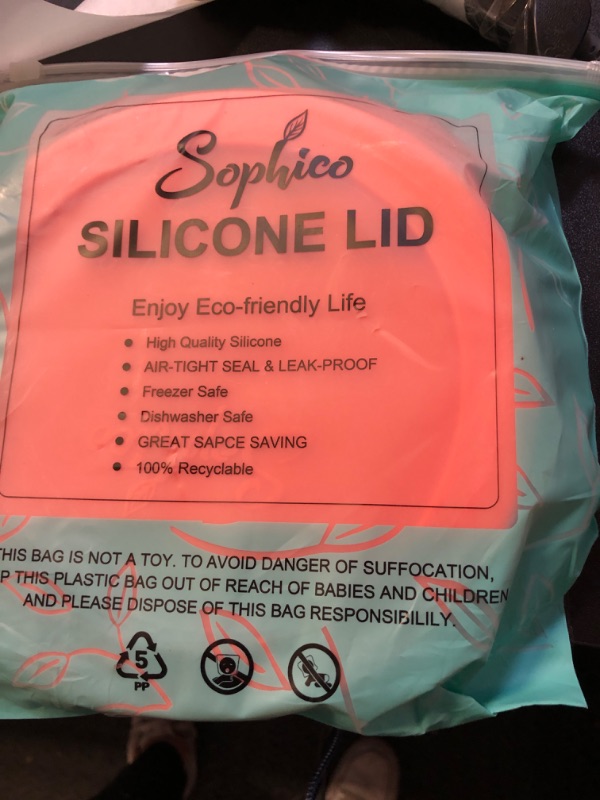 Sophico
SILICONE LID
Enjoy Eco-friendly Life
• High Quality Silicone
• AIR-TIGHT SEAL & LEAK-PROOF
• Freezer Safe
• Dishwasher Safe
• GREAT SAPCE SAVING
• 100% Recyclable
THIS BAG IS NOT A TOY. TO AVOID DANGER OF SUFFOCATION,
P THIS PLASTIC BAG OUT OF REACH OF BABIES AND CHILDREN
AND PLEASE DISPOSE OF THIS BAG RESPONSIBILILY.
5
PP